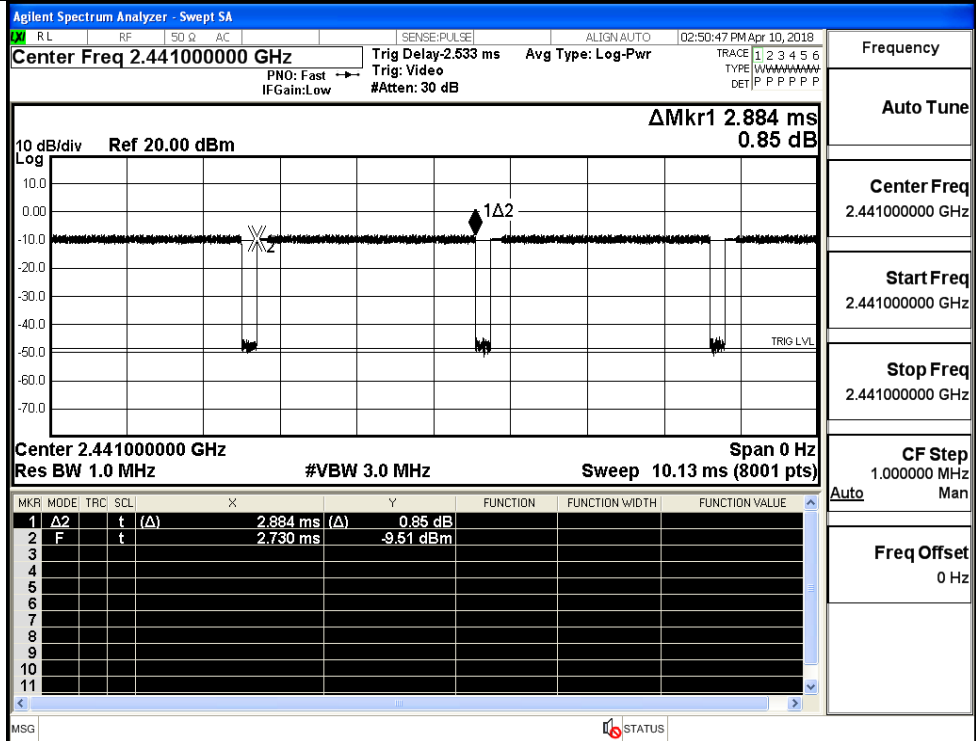 Agilent Spectrum Analyzer - Swept SA
LXI RL RF 50 Ω AC SENSE:PULSE ALIGN AUTO 02:50:47 PM Apr 10, 2018
Center Freq 2.441000000 GHz
PNO: Fast
IFGain:Low
Trig Delay-2.533 ms
Trig: Video
#Atten: 30 dB
Avg Type: Log-Pwr
TRACE 1 2 3 4 5 6
TYPE WWWWWW
DET P P P P P P
ΔMkr1 2.884 ms
0.85 dB
10 dB/div Ref 20.00 dBm
Log
10.0
0.00
-10.0
-20.0
-30.0
-40.0
-50.0
-60.0
-70.0
1Δ2
2
TRIG LVL
Center 2.441000000 GHz Span 0 Hz
Res BW 1.0 MHz #VBW 3.0 MHz Sweep 10.13 ms (8001 pts)
MKR MODE TRC SCL X Y FUNCTION FUNCTION WIDTH FUNCTION VALUE
1 Δ2 t (Δ) 2.884 ms (Δ) 0.85 dB
2 F t 2.730 ms -9.51 dBm
3
4
5
6
7
8
9
10
11
MSG STATUS
Frequency
Auto Tune
Center Freq
2.441000000 GHz
Start Freq
2.441000000 GHz
Stop Freq
2.441000000 GHz
CF Step
1.000000 MHz
Auto Man
Freq Offset
0 Hz